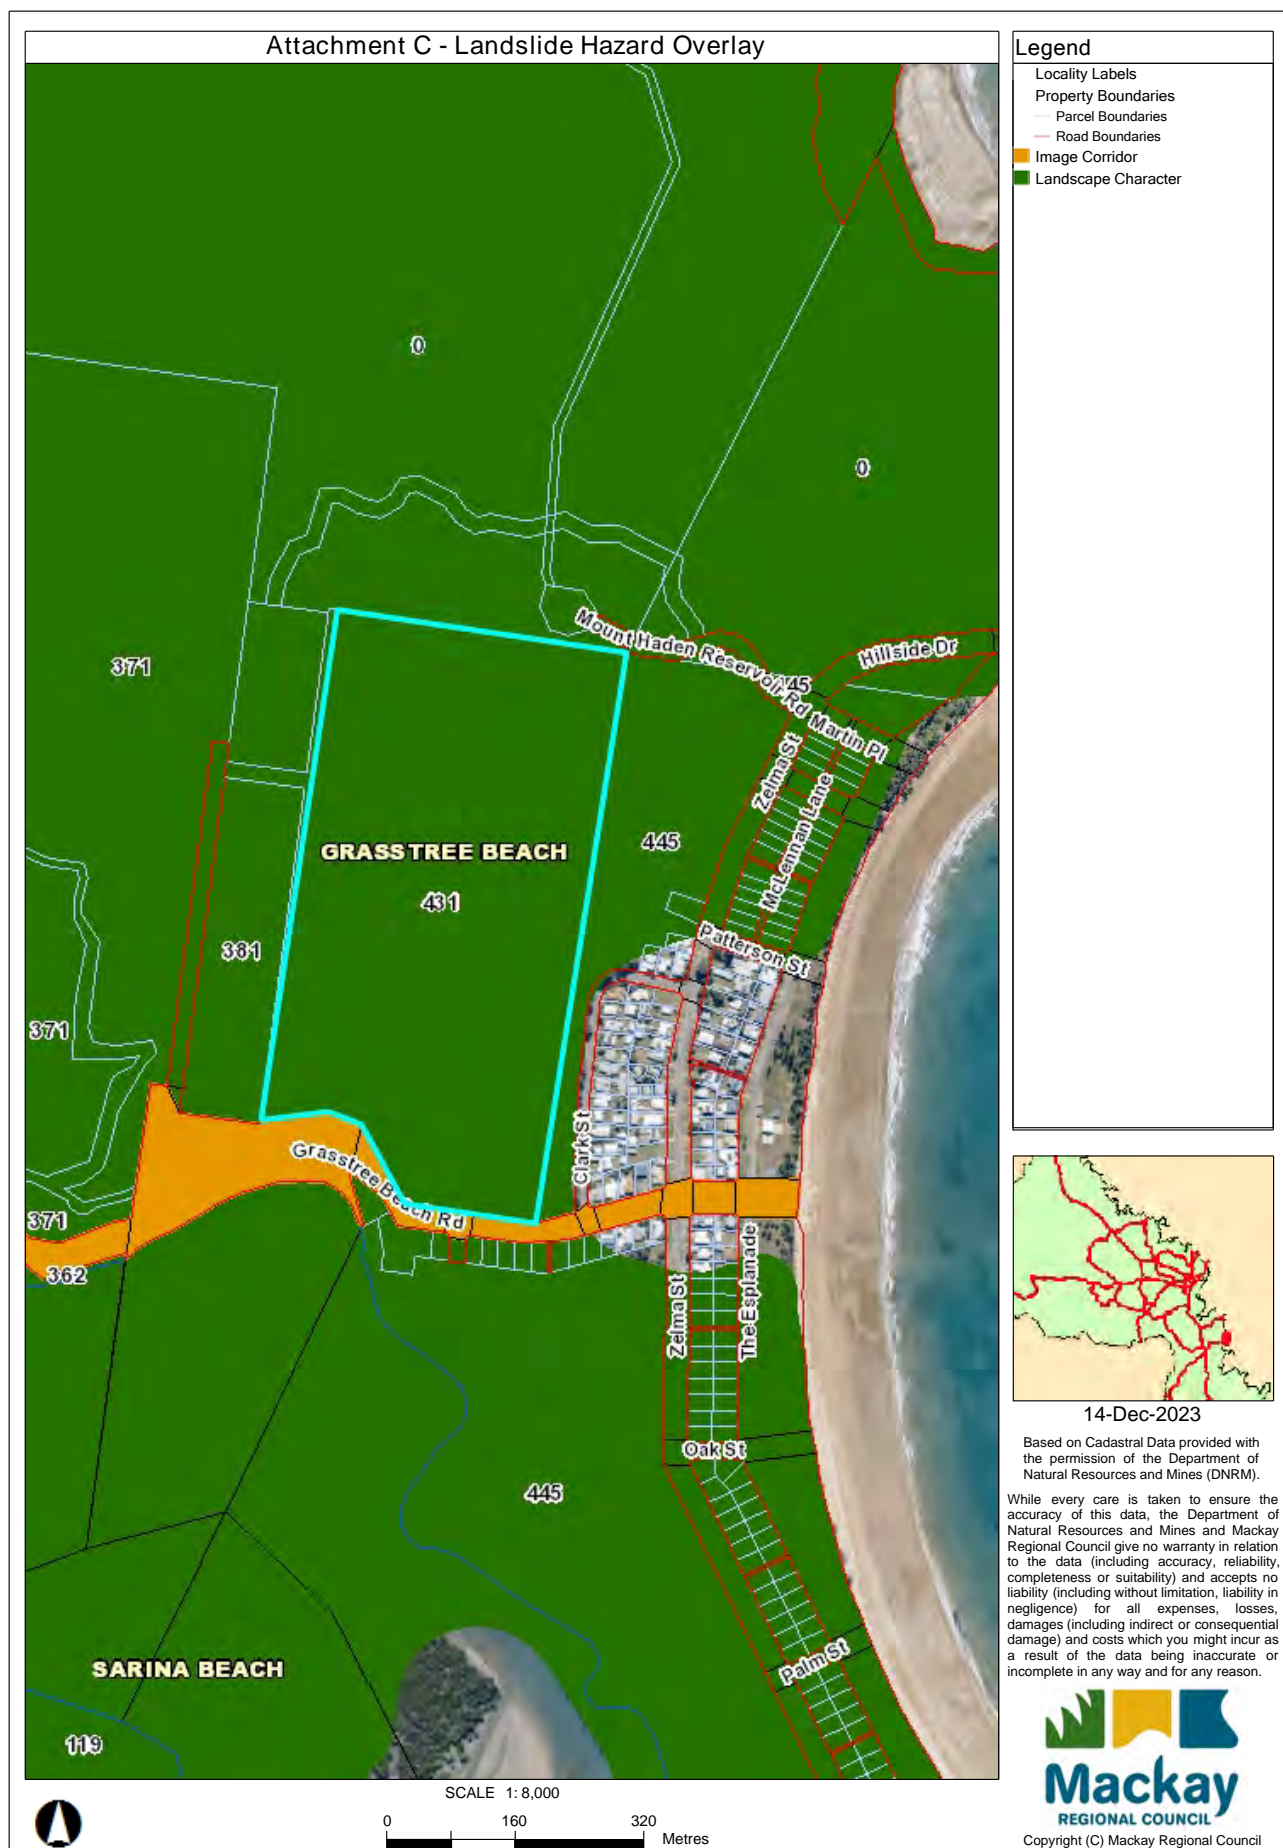 Attachment C - Landslide Hazard Overlay
Legend
Locality Labels
Property Boundaries
Parcel Boundaries
Road Boundaries
Image Corridor
Landscape Character
0
0
Mount Haden Reservoir Rd
Hillside Dr
371
445
Martin Pl
Zelma St
McLennan Lane
GRASSTREE BEACH
445
431
381
Patterson St
371
Clark St
Grasstree Beach Rd
371
362
Zelma St
The Esplanade
Oak St
445
Palm St
SARINA BEACH
119
14-Dec-2023
Based on Cadastral Data provided with
the permission of the Department of
Natural Resources and Mines (DNRM).
While every care is taken to ensure the
accuracy of this data, the Department of
Natural Resources and Mines and Mackay
Regional Council give no warranty in relation
to the data (including accuracy, reliability,
completeness or suitability) and accepts no
liability (including without limitation, liability in
negligence) for all expenses, losses,
damages (including indirect or consequential
damage) and costs which you might incur as
a result of the data being inaccurate or
incomplete in any way and for any reason.
Mackay
REGIONAL COUNCIL
Copyright (C) Mackay Regional Council
SCALE 1: 8,000
0 160 320
Metres